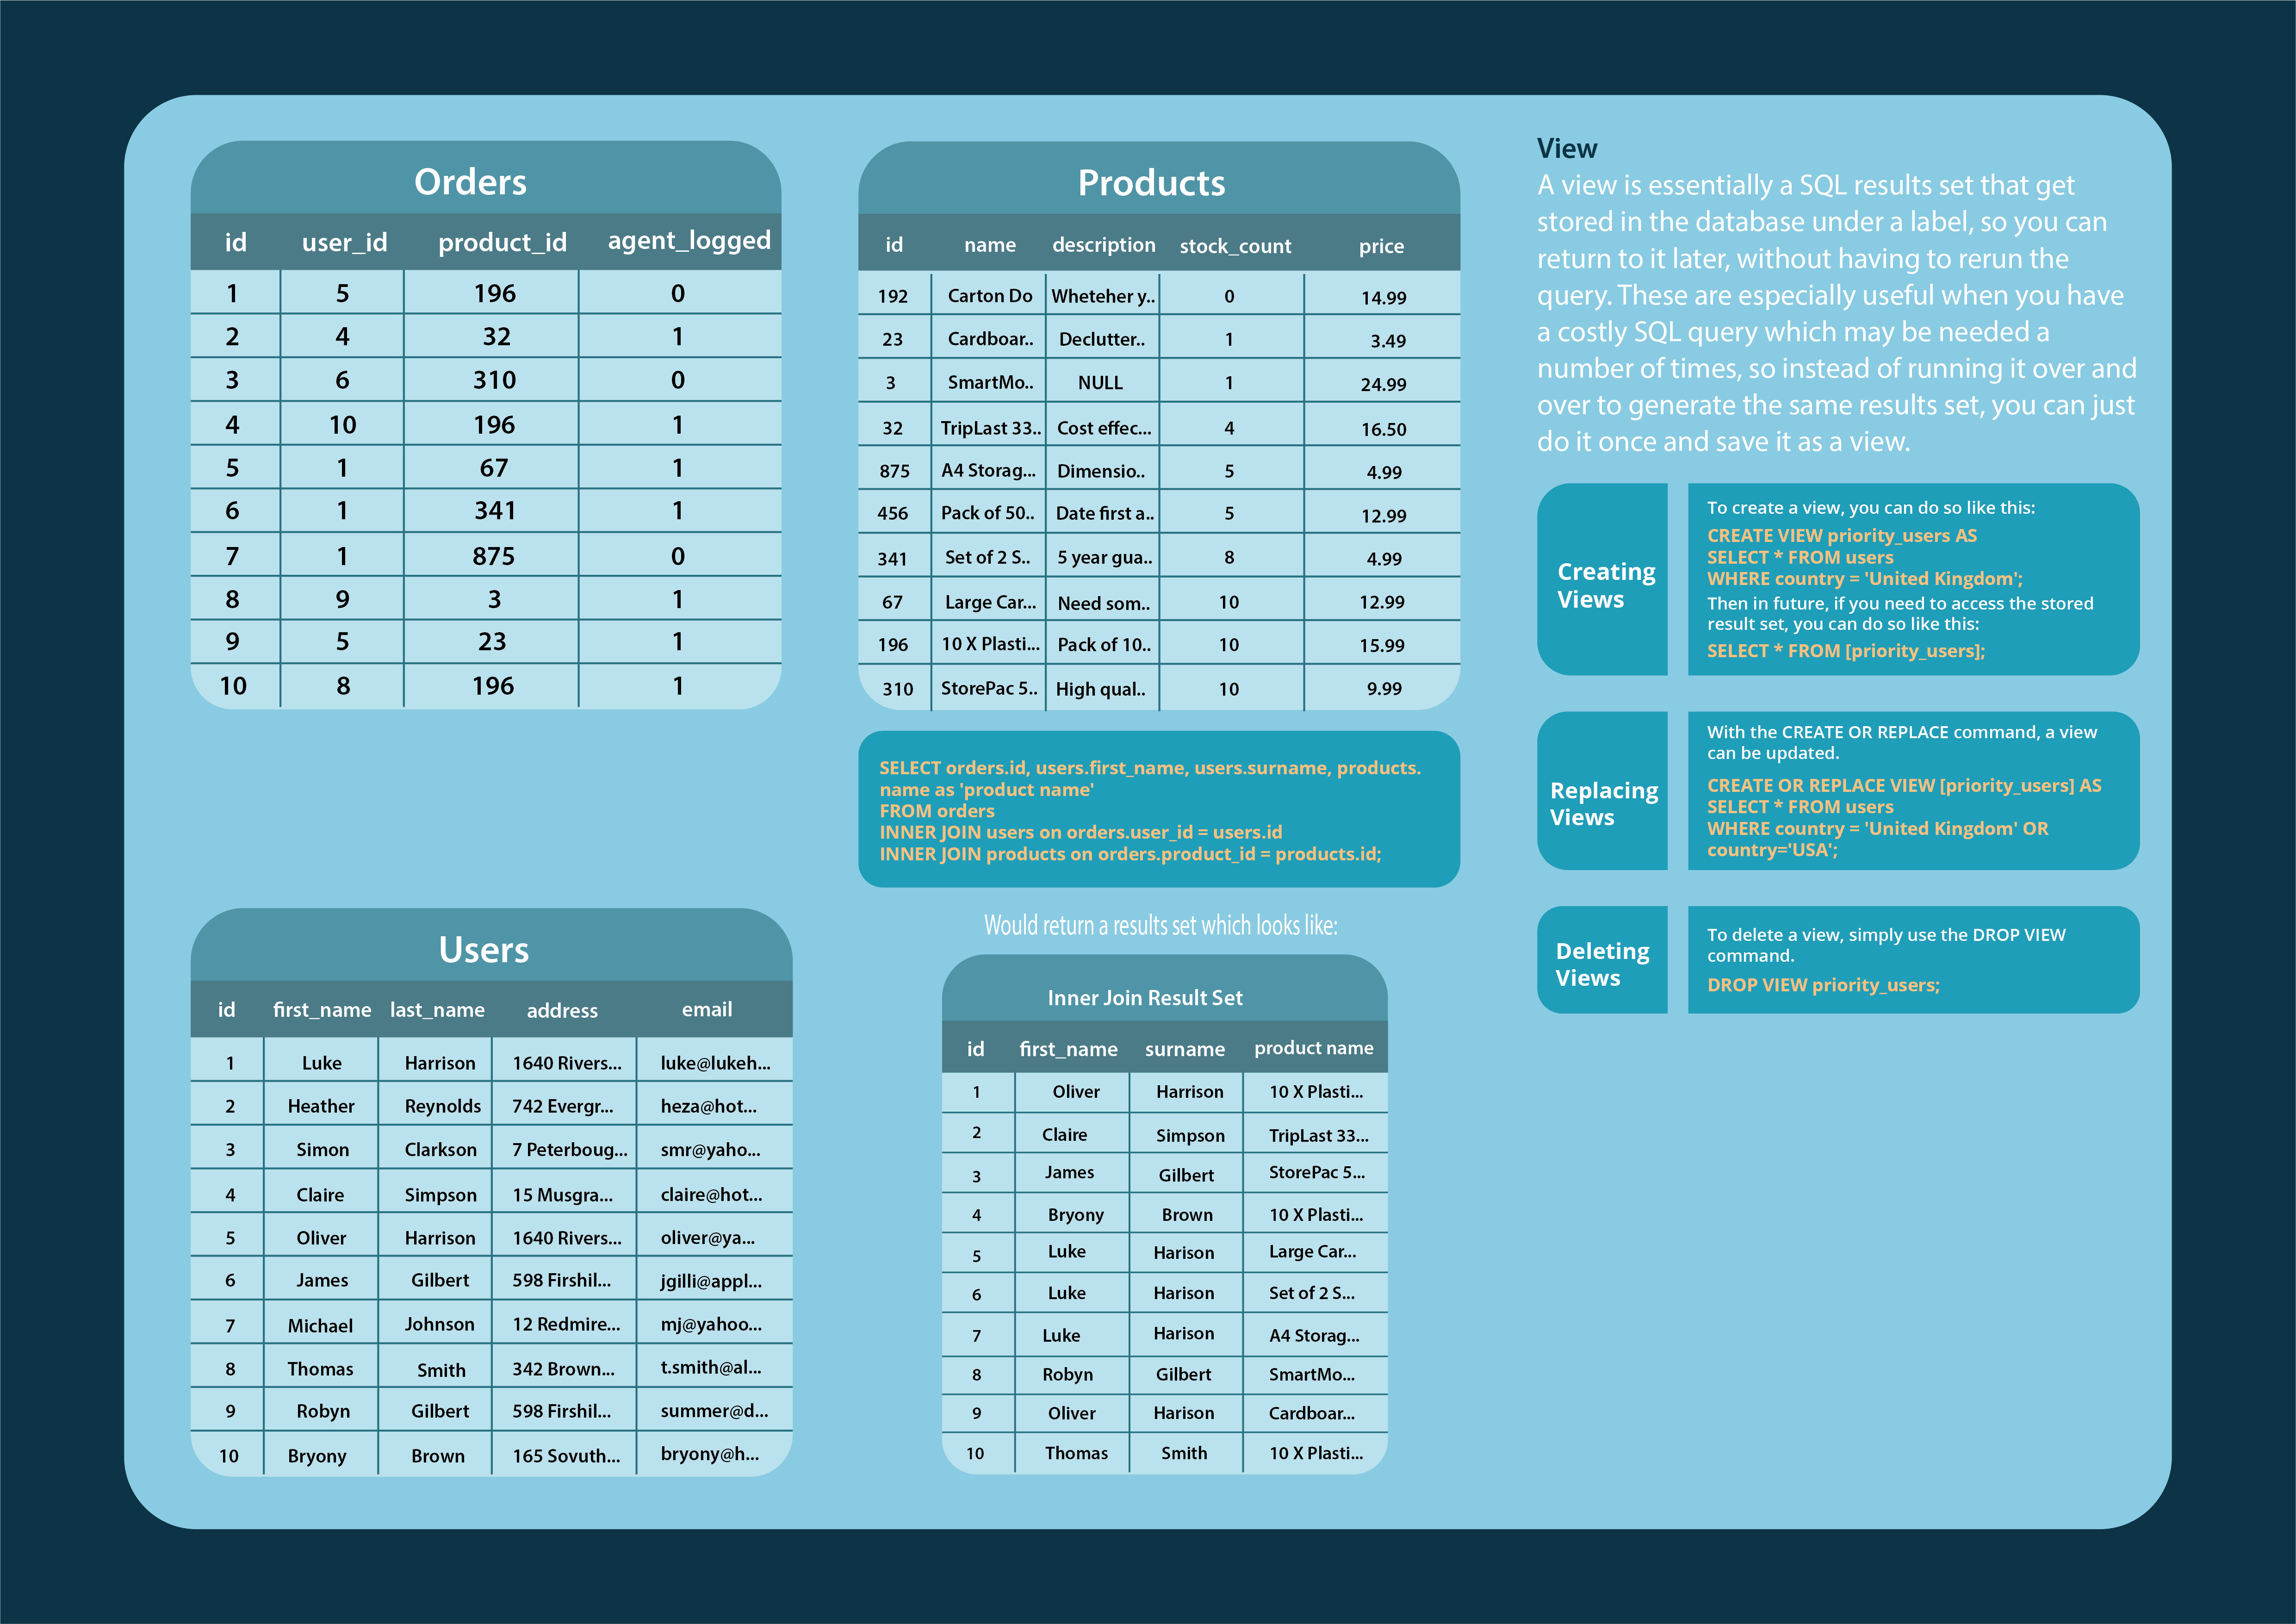 Orders
id user_id product_id agent_logged
1 5 196 0
2 4 32 1
3 6 310 0
4 10 196 1
5 1 67 1
6 1 341 1
7 1 875 0
8 9 3 1
9 5 23 1
10 8 196 1
Products
id name description stock_count price
192 Carton Do Wheteher y.. 0 14.99
23 Cardboar.. Declutter.. 1 3.49
3 SmartMo.. NULL 1 24.99
32 TripLast 33.. Cost effec... 4 16.50
875 A4 Storag... Dimensio.. 5 4.99
456 Pack of 50.. Date first a.. 5 12.99
341 Set of 2 S.. 5 year gua.. 8 4.99
67 Large Car... Need som.. 10 12.99
196 10 X Plasti... Pack of 10.. 10 15.99
310 StorePac 5.. High qual.. 10 9.99
SELECT orders.id, users.first_name, users.surname, products.
name as 'product name'
FROM orders
INNER JOIN users on orders.user_id = users.id
INNER JOIN products on orders.product_id = products.id;
Users
id first_name last_name address email
1 Luke Harrison 1640 Rivers... luke@lukeh...
2 Heather Reynolds 742 Evergr... heza@hot...
3 Simon Clarkson 7 Peterboug... smr@yaho...
4 Claire Simpson 15 Musgra... claire@hot...
5 Oliver Harrison 1640 Rivers... oliver@ya...
6 James Gilbert 598 Firshil... jgilli@appl...
7 Michael Johnson 12 Redmire... mj@yahoo...
8 Thomas Smith 342 Brown... t.smith@al...
9 Robyn Gilbert 598 Firshil... summer@d...
10 Bryony Brown 165 Sovuth... bryony@h...
Would return a results set which looks like:
Inner Join Result Set
id first_name surname product name
1 Oliver Harrison 10 X Plasti...
2 Claire Simpson TripLast 33...
3 James Gilbert StorePac 5...
4 Bryony Brown 10 X Plasti...
5 Luke Harison Large Car...
6 Luke Harison Set of 2 S...
7 Luke Harison A4 Storag...
8 Robyn Gilbert SmartMo...
9 Oliver Harison Cardboar...
10 Thomas Smith 10 X Plasti...
View
A view is essentially a SQL results set that get
stored in the database under a label, so you can
return to it later, without having to rerun the
query. These are especially useful when you have
a costly SQL query which may be needed a
number of times, so instead of running it over and
over to generate the same results set, you can just
do it once and save it as a view.
Creating
Views
To create a view, you can do so like this:
CREATE VIEW priority_users AS
SELECT * FROM users
WHERE country = 'United Kingdom';
Then in future, if you need to access the stored
result set, you can do so like this:
SELECT * FROM [priority_users];
Replacing
Views
With the CREATE OR REPLACE command, a view
can be updated.
CREATE OR REPLACE VIEW [priority_users] AS
SELECT * FROM users
WHERE country = 'United Kingdom' OR
country='USA';
Deleting
Views
To delete a view, simply use the DROP VIEW
command.
DROP VIEW priority_users;